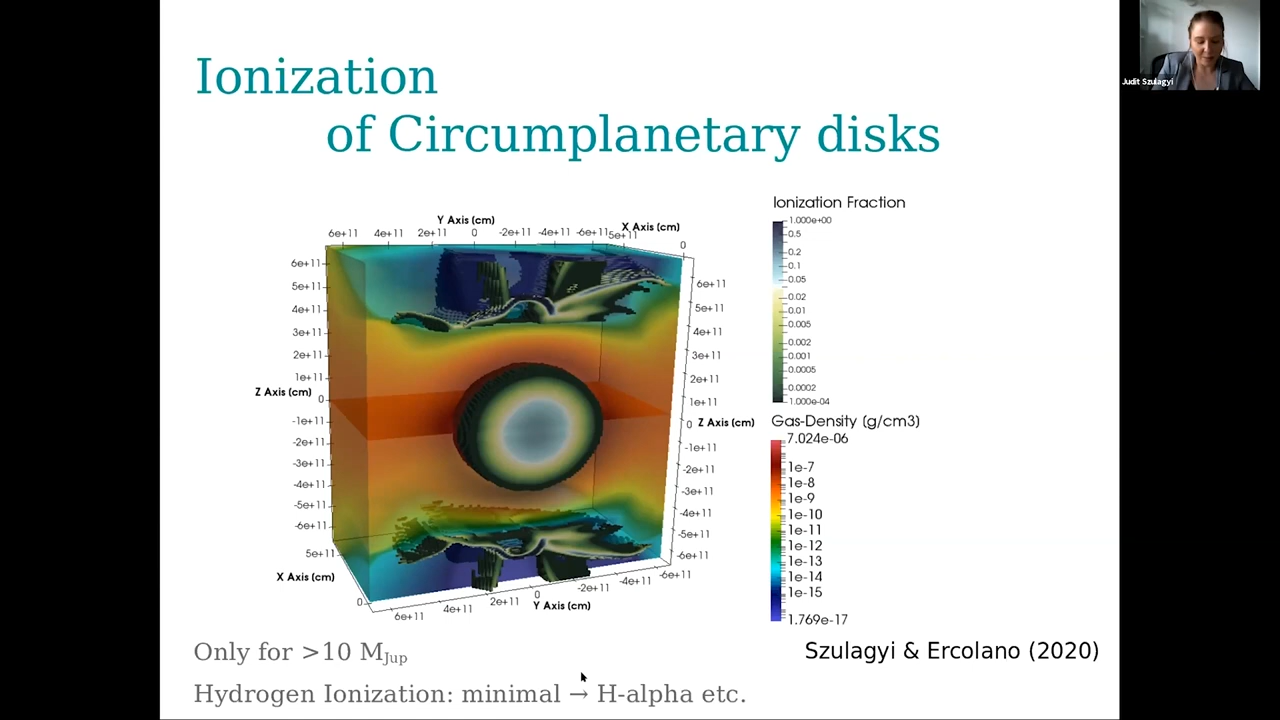 Ionization
of Circumplanetary disks
Judit Szulagyi
Y Axis (cm)
X Axis (cm)
6e+11 4e+11 2e+11 0 -2e+11 -4e+11 -6e+11 5e+11 0
6e+11
5e+11
4e+11
3e+11
2e+11
1e+11
Z Axis (cm)
0
-1e+11
-2e+11
-3e+11
-4e+11
-5e+11
-6e+11
5e+11
X Axis (cm)
0
6e+11
5e+11
4e+11
3e+11
2e+11
1e+11
0 Z Axis (cm)
-1e+11
-2e+11
-3e+11
-4e+11
-5e+11
-6e+11
6e+11 4e+11 2e+11 0 -2e+11 -4e+11 -6e+11
Y Axis (cm)
Ionization Fraction
1.000e+00
0.5
0.2
0.1
0.05
0.02
0.01
0.005
0.002
0.001
0.0005
0.0002
1.000e-04
Gas-Density (g/cm3)
7.024e-06
1e-7
1e-8
1e-9
1e-10
1e-11
1e-12
1e-13
1e-14
1e-15
1.769e-17
Only for >10 MJup
Szulagyi & Ercolano (2020)
Hydrogen Ionization: minimal → H-alpha etc.